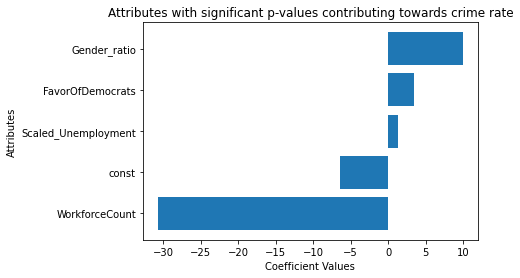 Attributes with significant p-values contributing towards crime rate
Attributes
Gender_ratio
FavorOfDemocrats
Scaled_Unemployment
const
WorkforceCount
−30 −25 −20 −15 −10 −5 0 5 10
Coefficient Values